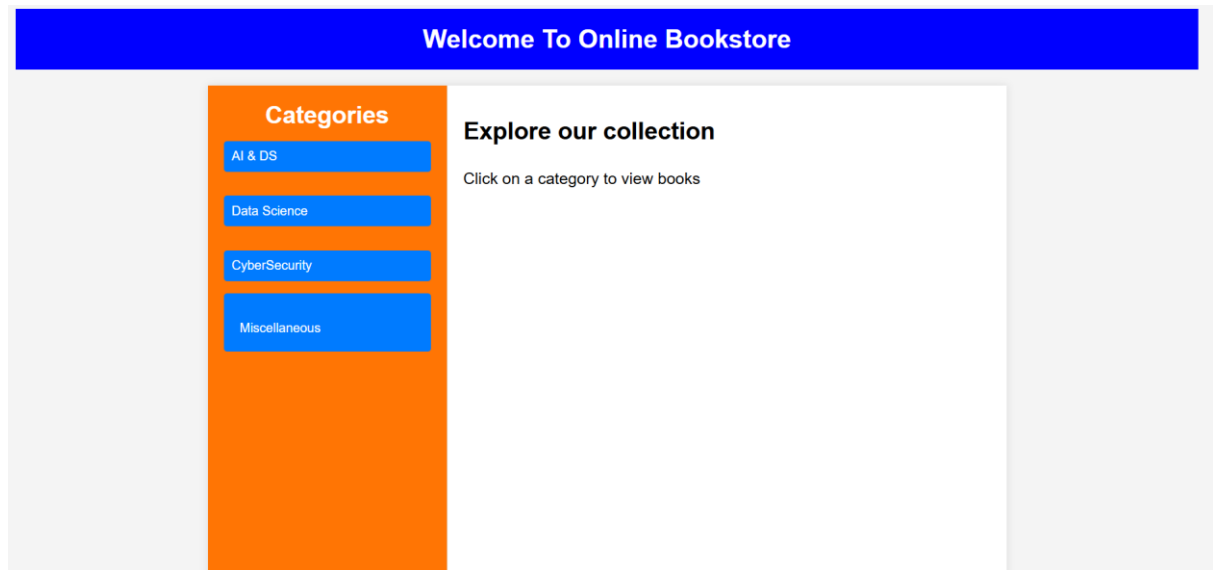 Welcome To Online Bookstore
Categories
AI & DS
Data Science
CyberSecurity
Miscellaneous
Explore our collection
Click on a category to view books